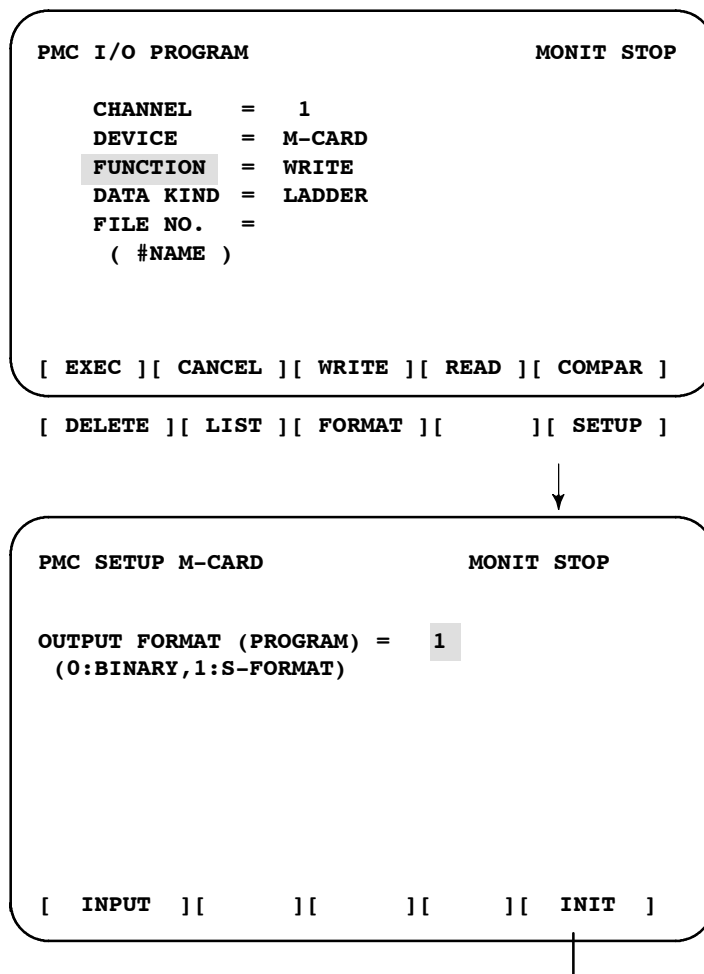 PMC I/O PROGRAM MONIT STOP
CHANNEL = 1
DEVICE = M–CARD
FUNCTION = WRITE
DATA KIND = LADDER
FILE NO. =
( #NAME )
[ EXEC ][ CANCEL ][ WRITE ][ READ ][ COMPAR ]
[ DELETE ][ LIST ][ FORMAT ][ ][ SETUP ]
PMC SETUP M–CARD MONIT STOP
OUTPUT FORMAT (PROGRAM) = 1
(0:BINARY,1:S–FORMAT)
[ INPUT ][ ][ ][ ][ INIT ]